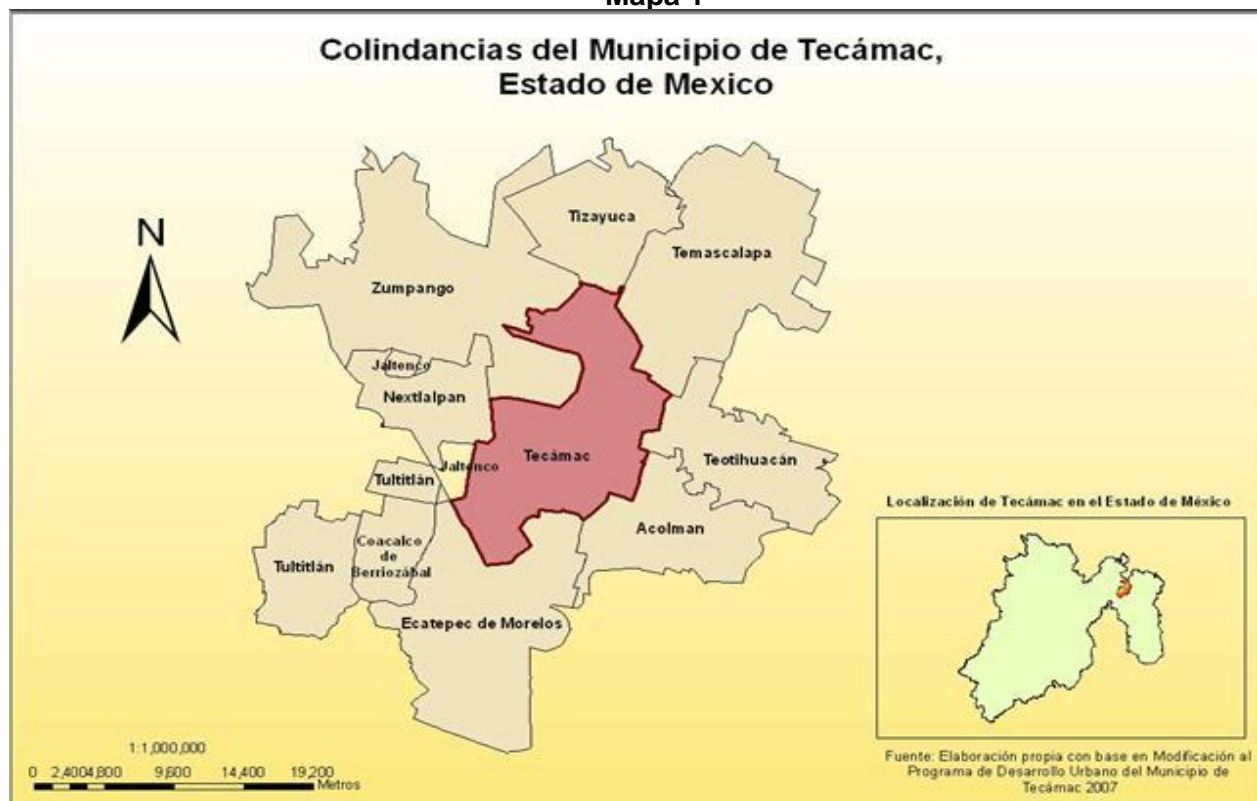 Mapa 1
Colindancias del Municipio de Tecámac,
Estado de Mexico
N
Tizayuca
Temascalapa
Zumpango
Jaltenco
Nextlalpan
Tecámac
Jaltenco
Teotihuacán
Tultitlán
Acolman
Coacalco
de
Berriozábal
Tultitlán
Ecatepec de Morelos
Localización de Tecámac en el Estado de México
1:1,000,000
0 2,4004,800 9,600 14,400 19,200
Metros
Fuente: Elaboración propia con base en Modificación al
Programa de Desarrollo Urbano del Municipio de
Tecámac 2007